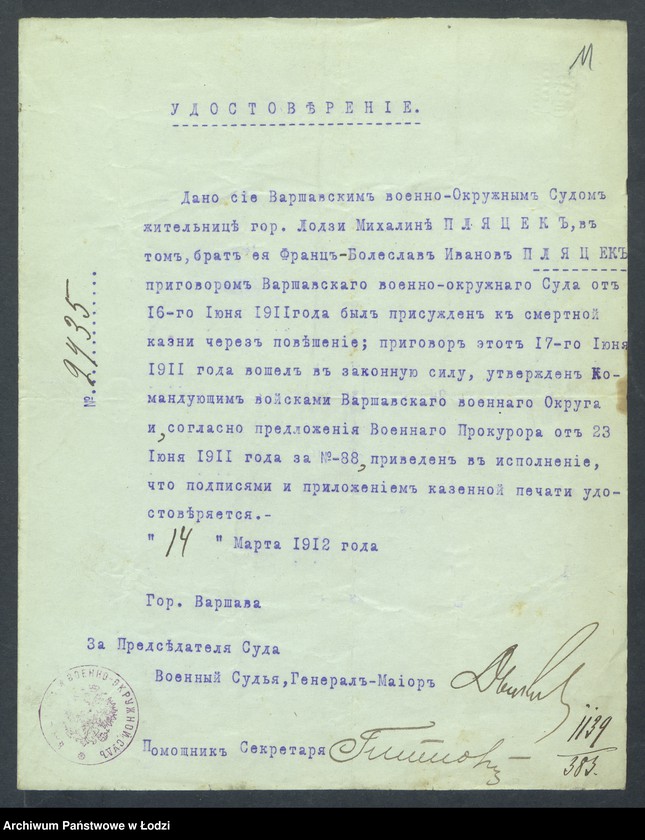 11
УДОСТОВѢРЕНІЕ.
Дано сіе Варшавскимъ военно-Окружнымъ Судомъ
жительницѣ гор. Лодзи Михалинѣ ПЛЯЦЕКЪ, въ
томъ, братъ ея Францъ-Болеславъ Ивановъ ПЛЯЦЕКЪ
приговоромъ Варшавскаго военно-окружнаго Суда отъ
16-го Іюня 1911года былъ присужденъ къ смертной
казни черезъ повѣшеніе; приговоръ этотъ 17-го Іюня
1911 года вошелъ въ законную силу, утвержденъ Ко-
мандующимъ войсками Варшавскаго военнаго Округа
и, согласно предложенія Военнаго Прокурора отъ 23
Іюня 1911 года за №-88, приведенъ въ исполненіе,
что подписями и приложеніемъ казенной печати удо-
стовѣряется.-
" 14 " Марта 1912 года
№. 2435
Гор. Варшава
За Предсѣдателя Суда
Военный Судья, Генералъ-Маіоръ
Помощникъ Секретаря
ВОЕННО-ОКРУЖНОЙ СУДЪ
1139
383.
Archiwum Państwowe w Łodzi